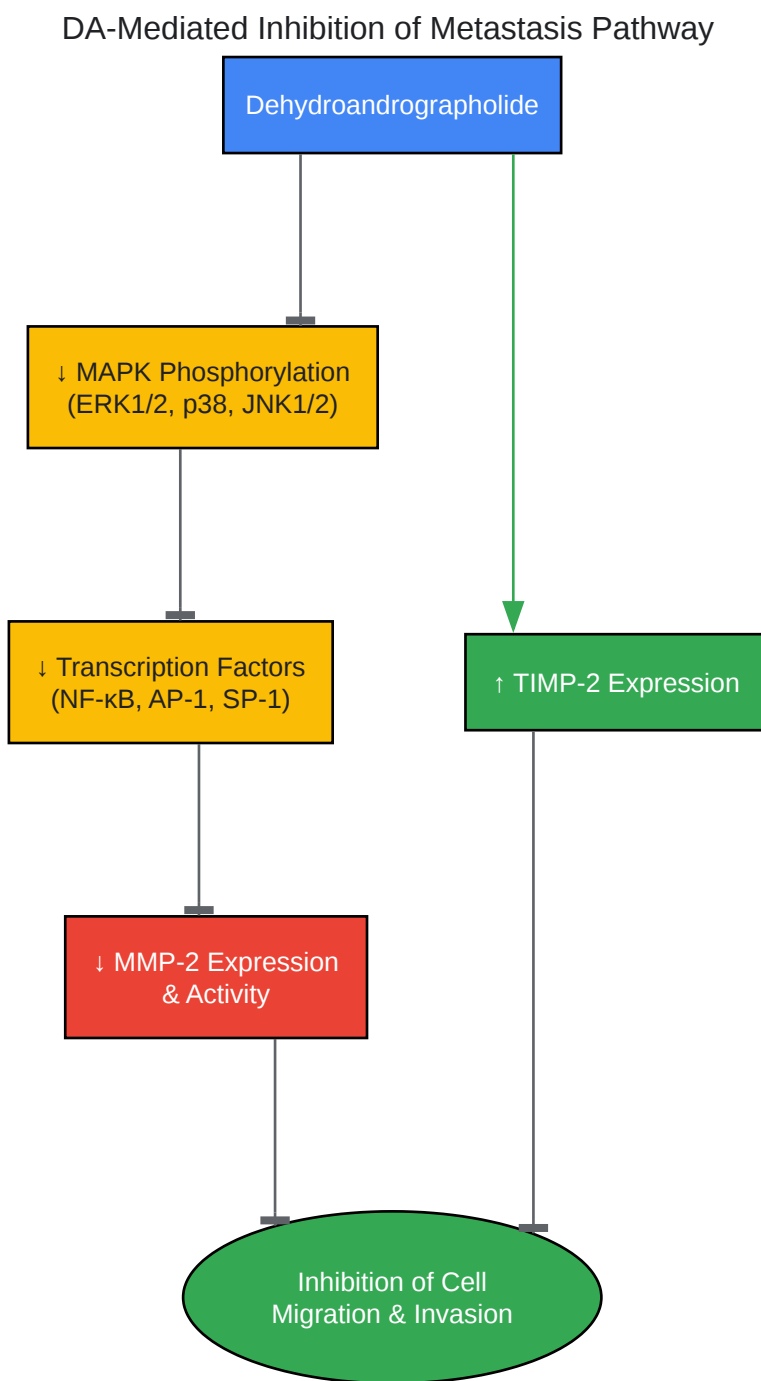 DA-Mediated Inhibition of Metastasis Pathway
Dehydroandrographolide
↓ MAPK Phosphorylation
(ERK1/2, p38, JNK1/2)
↓ Transcription Factors
(NF-κB, AP-1, SP-1)
↑ TIMP-2 Expression
↓ MMP-2 Expression
& Activity
Inhibition of Cell
Migration & Invasion